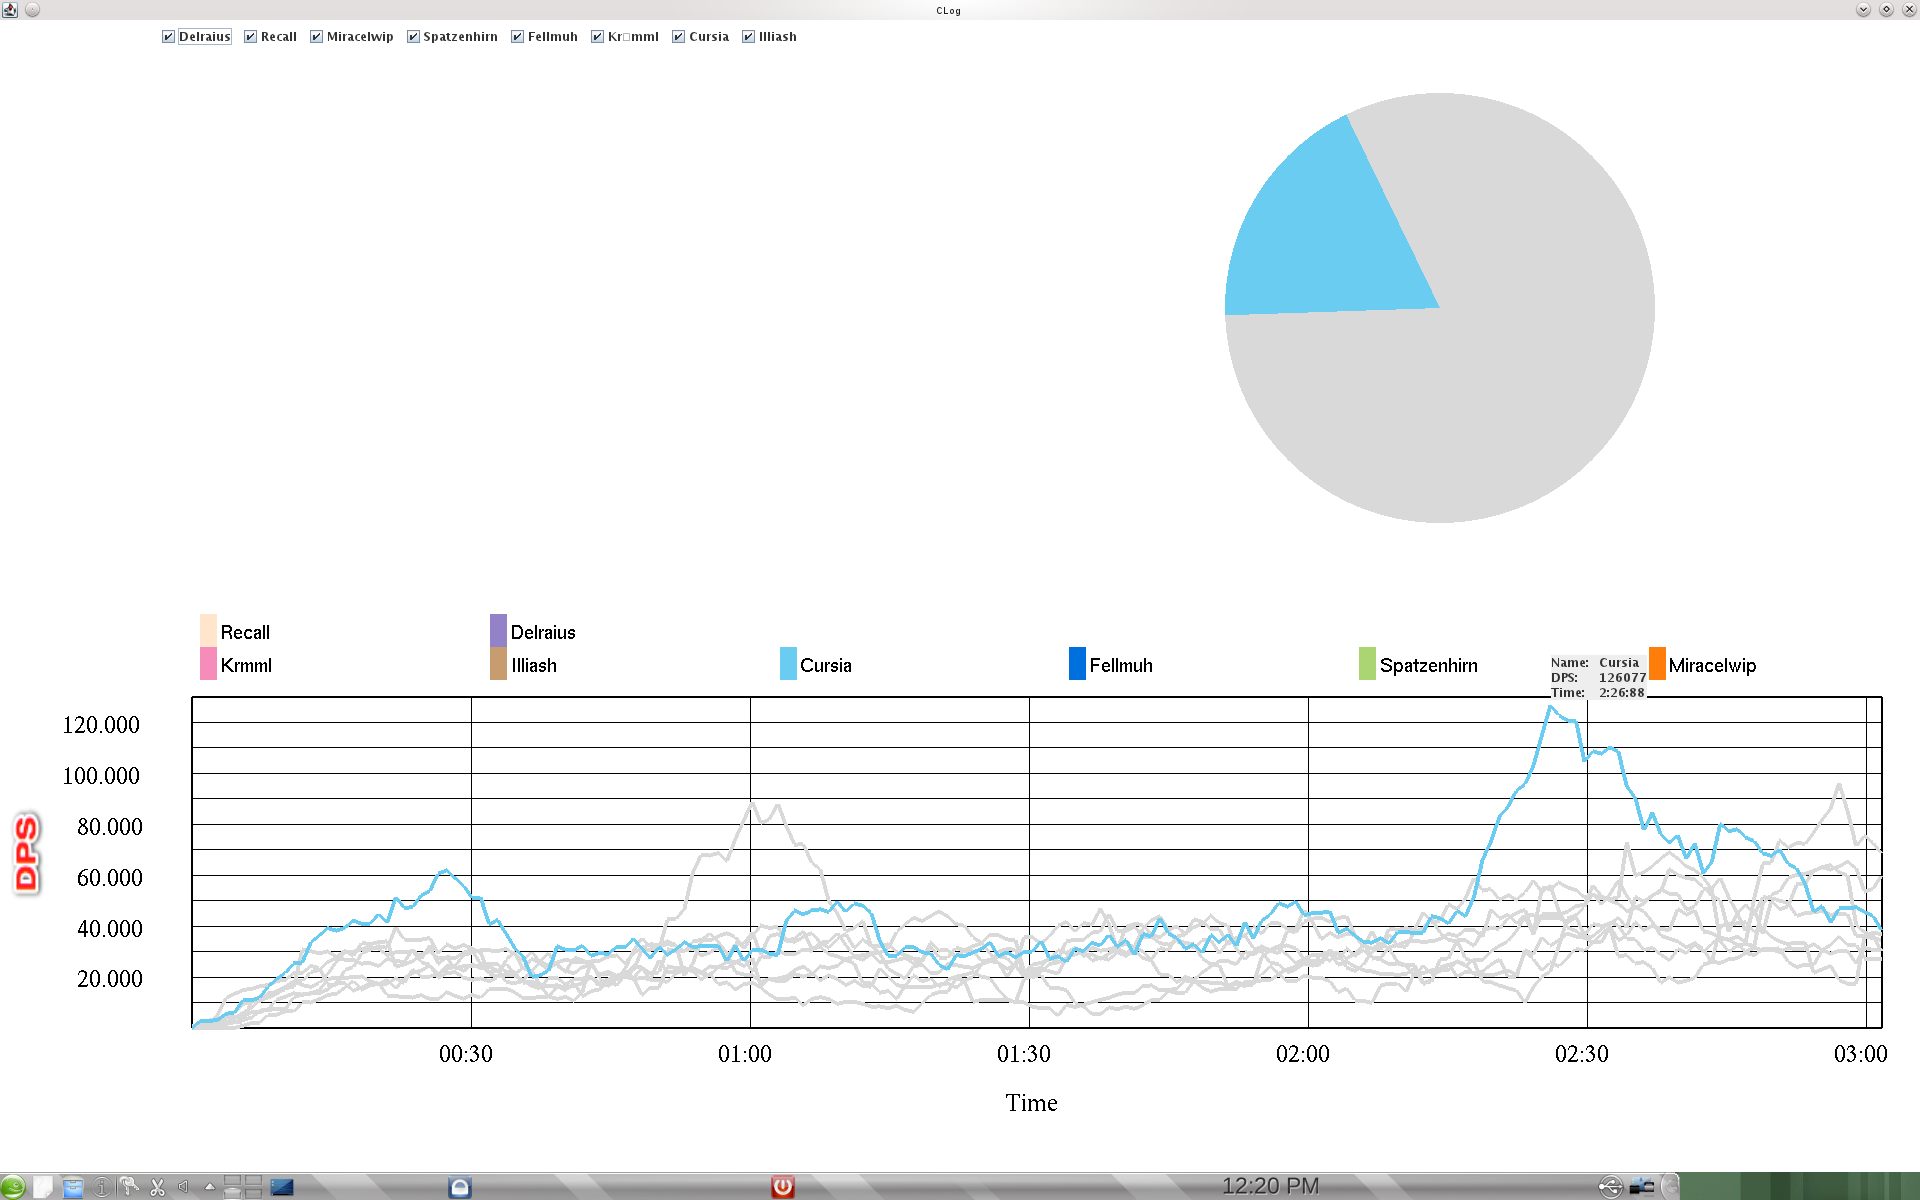 CLog
Delraius Recall Miracelwip Spatzenhirn Fellmuh Kr□mml Cursia Illiash
Recall Delraius
Krmml Illiash Cursia Fellmuh Spatzenhirn Miracelwip
Name: Cursia
DPS: 126077
Time: 2:26:88
120.000
100.000
80.000
60.000
40.000
20.000
DPS
00:30 01:00 01:30 02:00 02:30 03:00
Time
12:20 PM